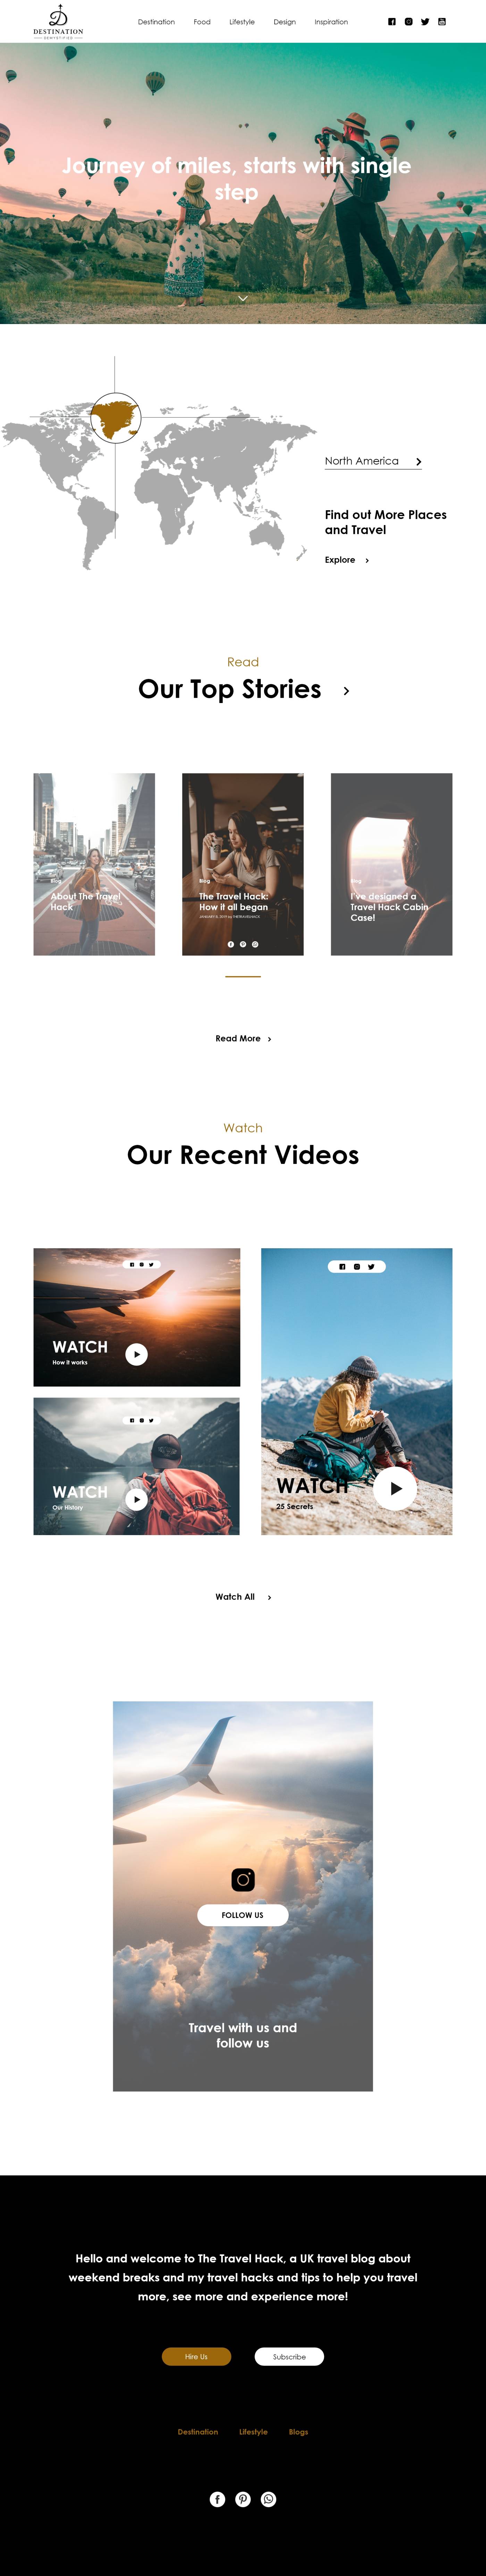 DESTINATION
DEMYSTIFIED
Destination
Food
Lifestyle
Design
Inspiration
Journey of miles, starts with single
step
North America
Find out More Places
and Travel
Explore
Read
Our Top Stories
Blog
About The Travel
Hack
Blog
The Travel Hack:
How it all began
JANUARY 8, 2019 by THETRAVELHACK
Blog
I've designed a
Travel Hack Cabin
Case!
Read More
Watch
Our Recent Videos
WATCH
How it works
WATCH
Our History
WATCH
25 Secrets
Watch All
FOLLOW US
Travel with us and
follow us
Hello and welcome to The Travel Hack, a UK travel blog about
weekend breaks and my travel hacks and tips to help you travel
more, see more and experience more!
Hire Us
Subscribe
Destination
Lifestyle
Blogs